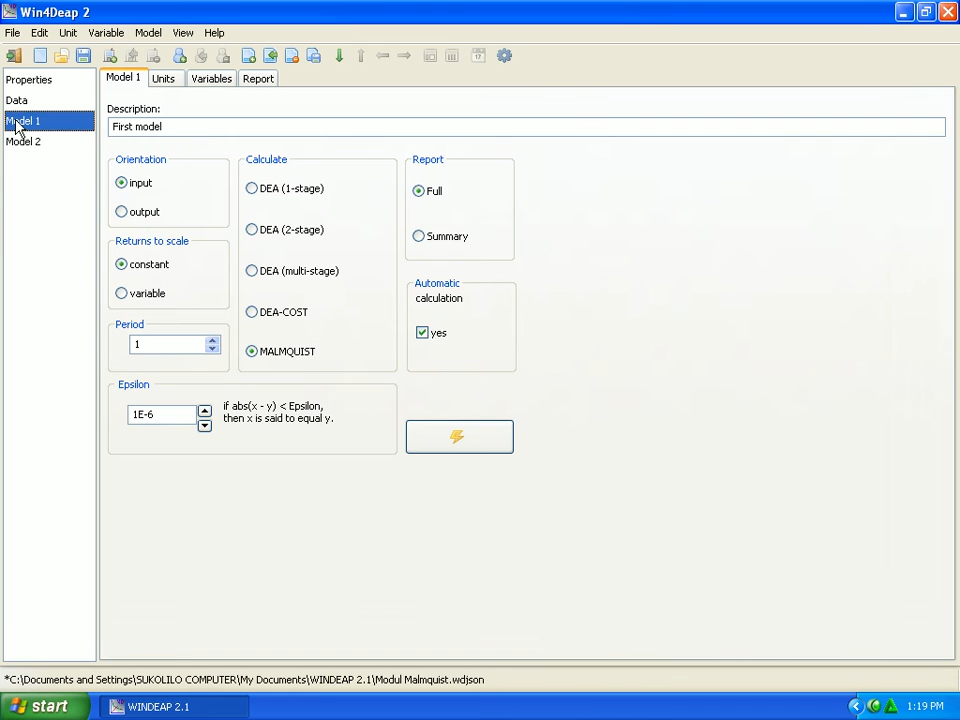 Win4Deap 2
File Edit Unit Variable Model View Help
Properties
Data
Model 1
Model 2
Model 1 Units Variables Report
Description:
First model
Orientation
input
output
Returns to scale
constant
variable
Period
1
Calculate
DEA (1-stage)
DEA (2-stage)
DEA (multi-stage)
DEA-COST
MALMQUIST
Report
Full
Summary
Automatic
calculation
yes
Epsilon
1E-6
if abs(x - y) < Epsilon,
then x is said to equal y.
*C:\Documents and Settings\SUKOLILO COMPUTER\My Documents\WINDEAP 2.1\Modul Malmquist.wdjson
start
WINDEAP 2.1
1:19 PM